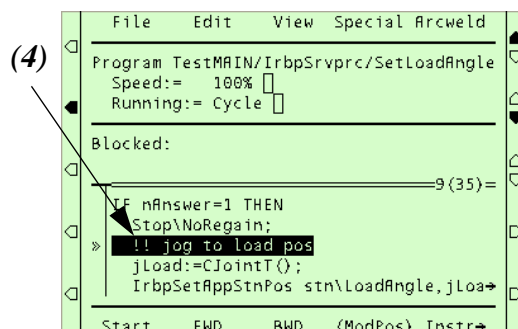 File Edit View Special Arcweld
(4)
Program TestMAIN/IrbpSrvprc/SetLoadAngle
Speed:= 100%
Running:= Cycle
Blocked:
9(35)=
IF nAnswer=1 THEN
Stop\NoRegain;
» !! jog to load pos
jLoad:=CJointT();
IrbpSetAppStnPos stn\LoadAngle,jLoa→
Start FWD BWD (ModPos) Instr→